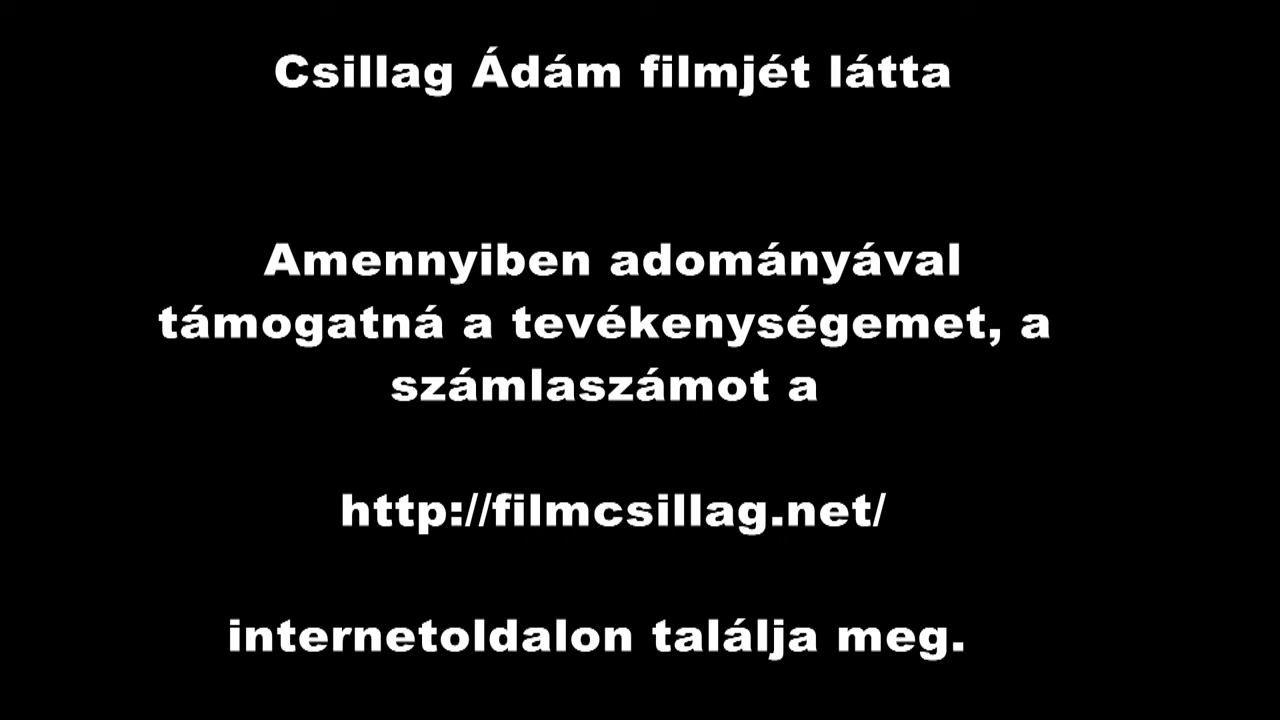 Csillag Ádám filmjét látta
Amennyiben adományával
támogatná a tevékenységemet, a
számlaszámot a
http://filmcsillag.net/
internetoldalon találja meg.